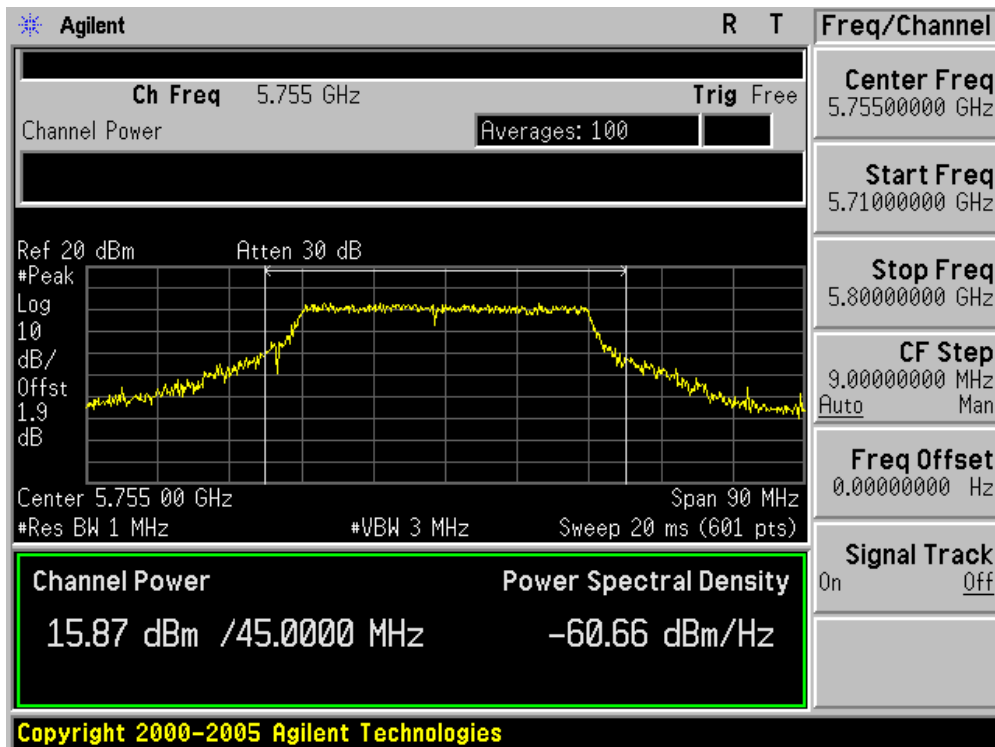 Agilent
R T
Freq/Channel
Ch Freq 5.755 GHz
Trig Free
Channel Power
Averages: 100
Ref 20 dBm
Atten 30 dB
#Peak
Log
10
dB/
Offst
1.9
dB
Center 5.755 00 GHz
Span 90 MHz
#Res BW 1 MHz
#VBW 3 MHz
Sweep 20 ms (601 pts)
Channel Power
Power Spectral Density
15.87 dBm /45.0000 MHz
-60.66 dBm/Hz
Center Freq
5.75500000 GHz
Start Freq
5.71000000 GHz
Stop Freq
5.80000000 GHz
CF Step
9.00000000 MHz
Auto Man
Freq Offset
0.00000000 Hz
Signal Track
On Off
Copyright 2000-2005 Agilent Technologies